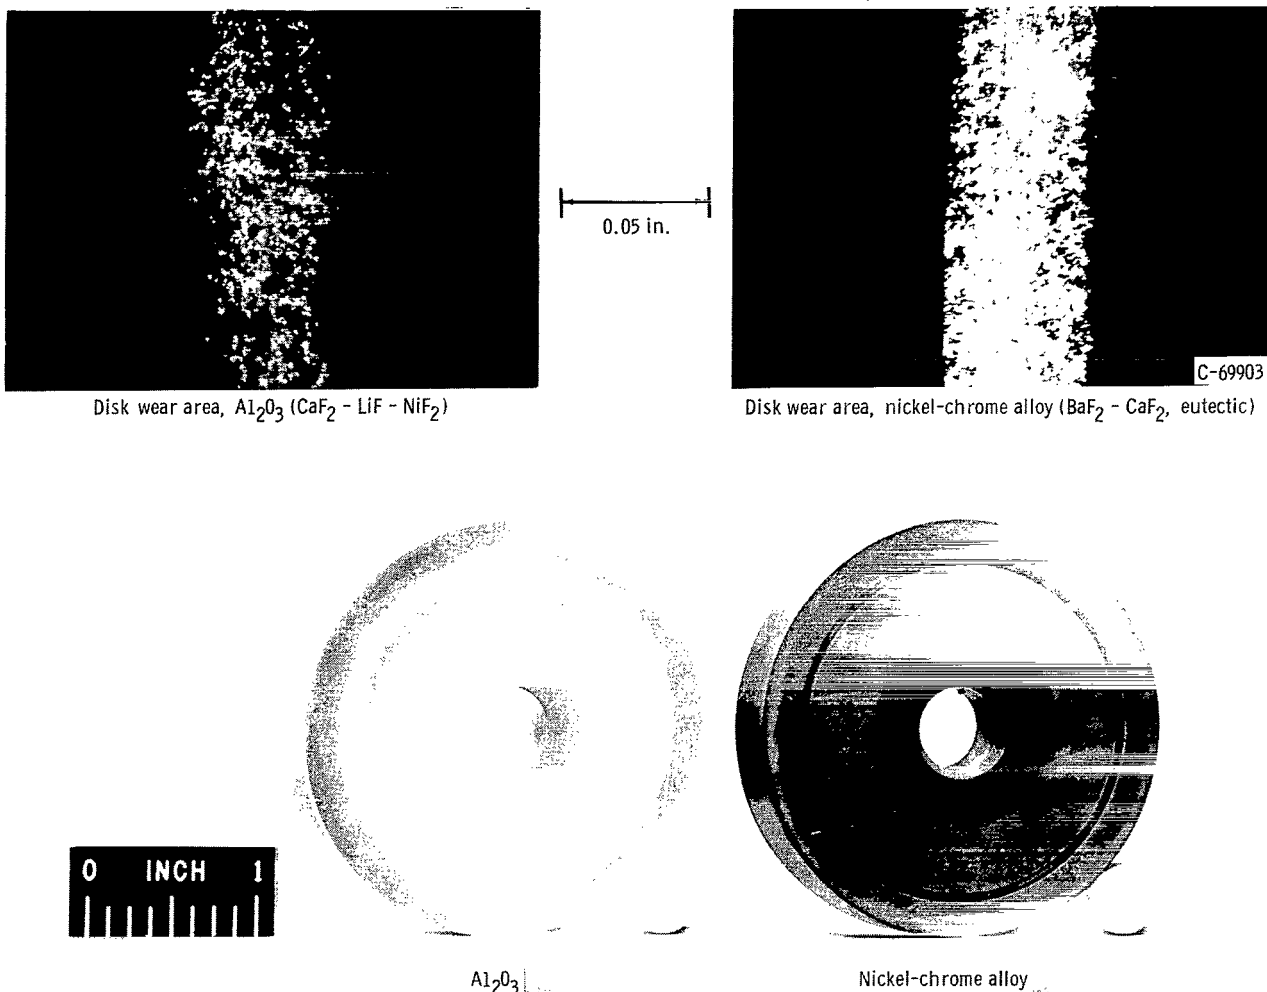 0.05 in.
C-69903
Disk wear area, Al₂O₃ (CaF₂ - LiF - NiF₂)
Disk wear area, nickel-chrome alloy (BaF₂ - CaF₂, eutectic)
0 INCH 1
Al₂O₃
Nickel-chrome alloy